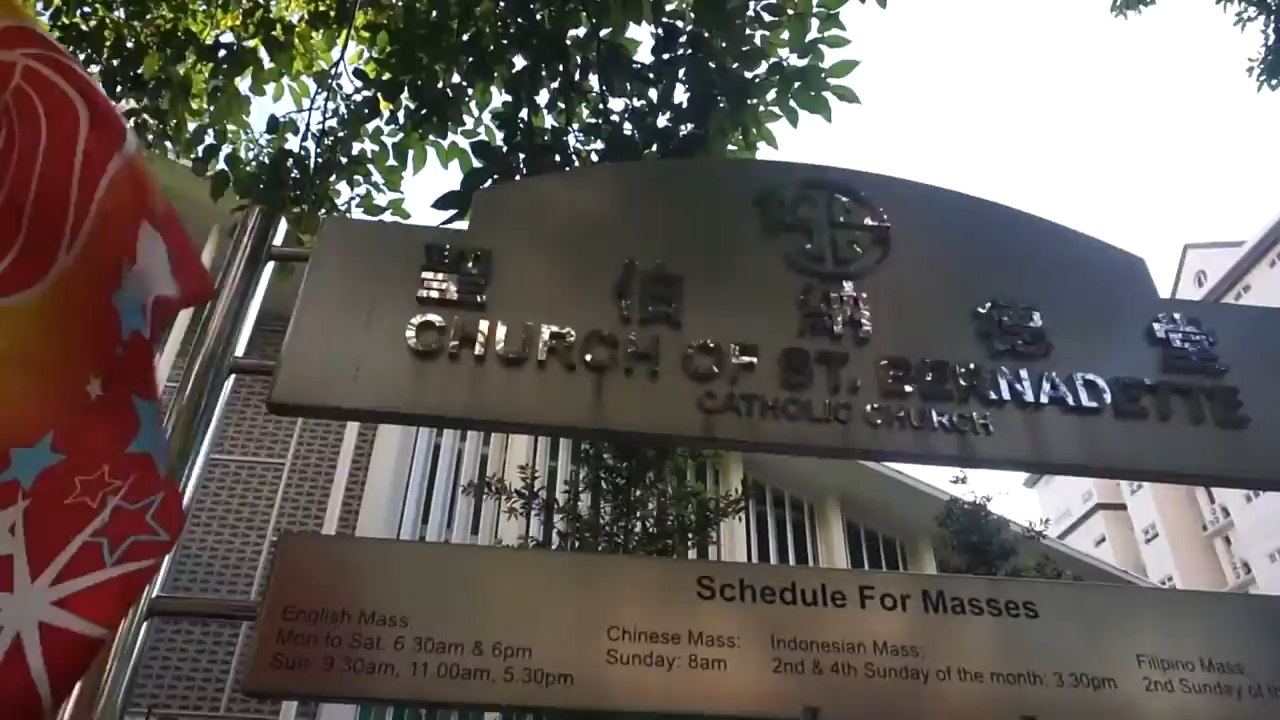 聖伯納德堂
CHURCH OF ST. BERNADETTE
CATHOLIC CHURCH
Schedule For Masses
English Mass:
Mon to Sat. 6 30am & 6pm
Sun. 9.30am, 11 00am, 5.30pm
Chinese Mass:
Sunday: 8am
Indonesian Mass:
2nd & 4th Sunday of the month: 3.30pm
Filipino Mass:
2nd Sunday of